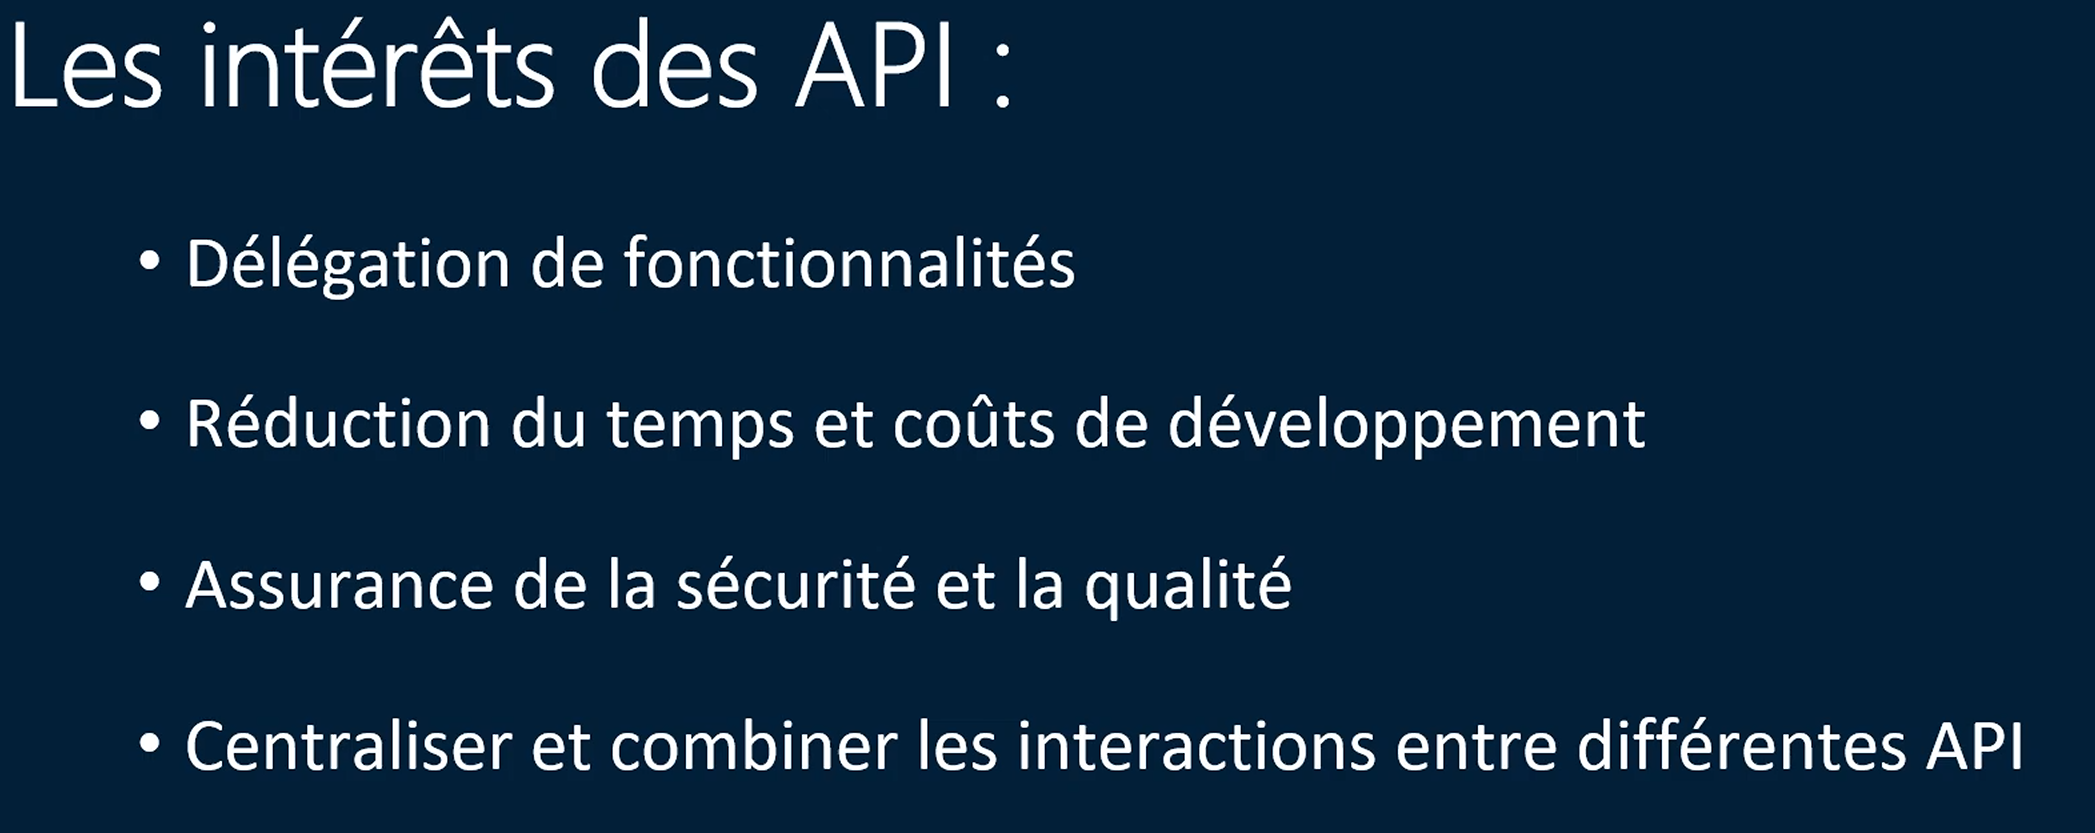 Les intérêts des API :
• Délégation de fonctionnalités
• Réduction du temps et coûts de développement
• Assurance de la sécurité et la qualité
• Centraliser et combiner les interactions entre différentes API